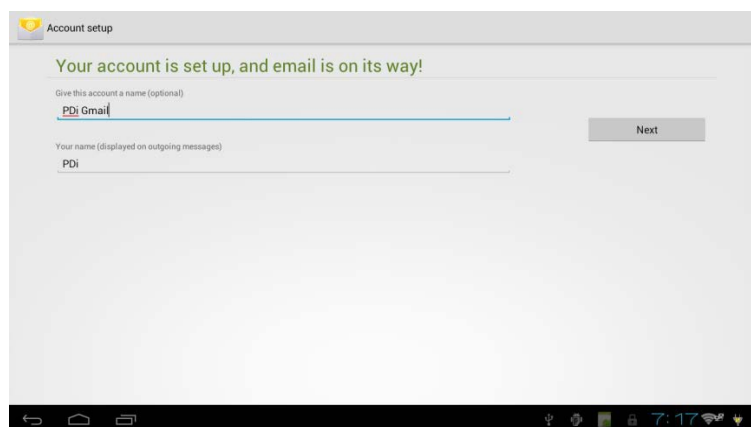 Account setup
Your account is set up, and email is on its way!
Give this account a name (optional)
PDi Gmail
Next
Your name (displayed on outgoing messages)
PDi
7:17